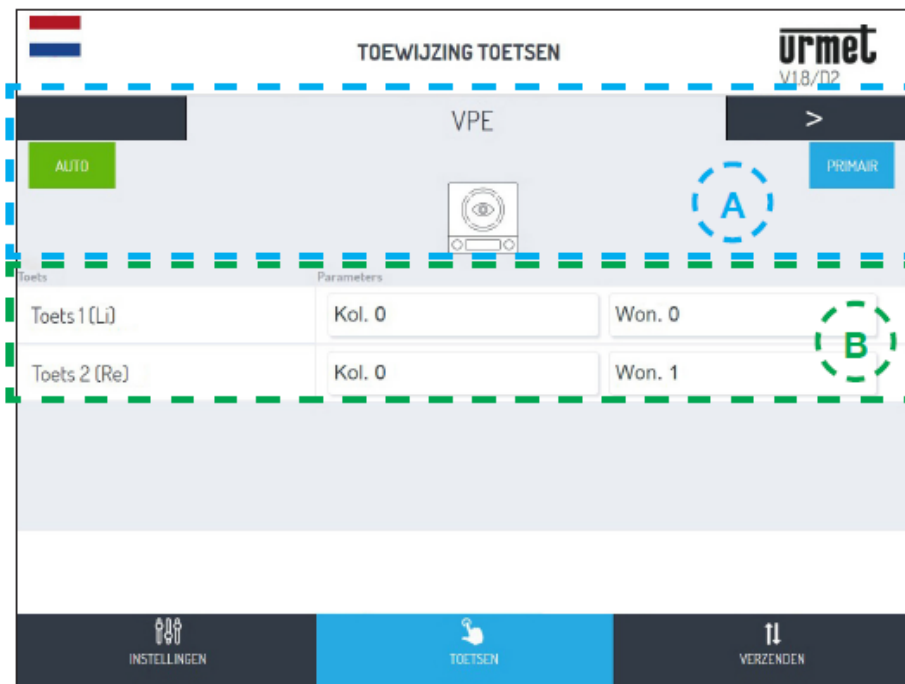 TOEWIJZING TOETSEN
urmet
V1.8/D2
VPE >
AUTO PRIMAIR
A
Toets Parameters
Toets 1 (Li) Kol. 0 Won. 0
B
Toets 2 (Re) Kol. 0 Won. 1
INSTELLINGEN TOETSEN VERZENDEN